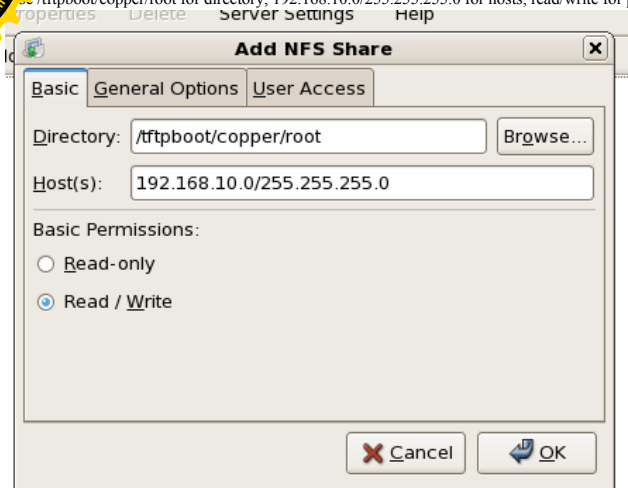 /tftpboot/copper/root for directory, 192.168.10.0/255.255.255.0 for hosts, read/write for
Properties Delete Server Settings Help
Add NFS Share
Basic General Options User Access
Directory: /tftpboot/copper/root Browse...
Host(s): 192.168.10.0/255.255.255.0
Basic Permissions:
Read-only
Read / Write
Cancel OK